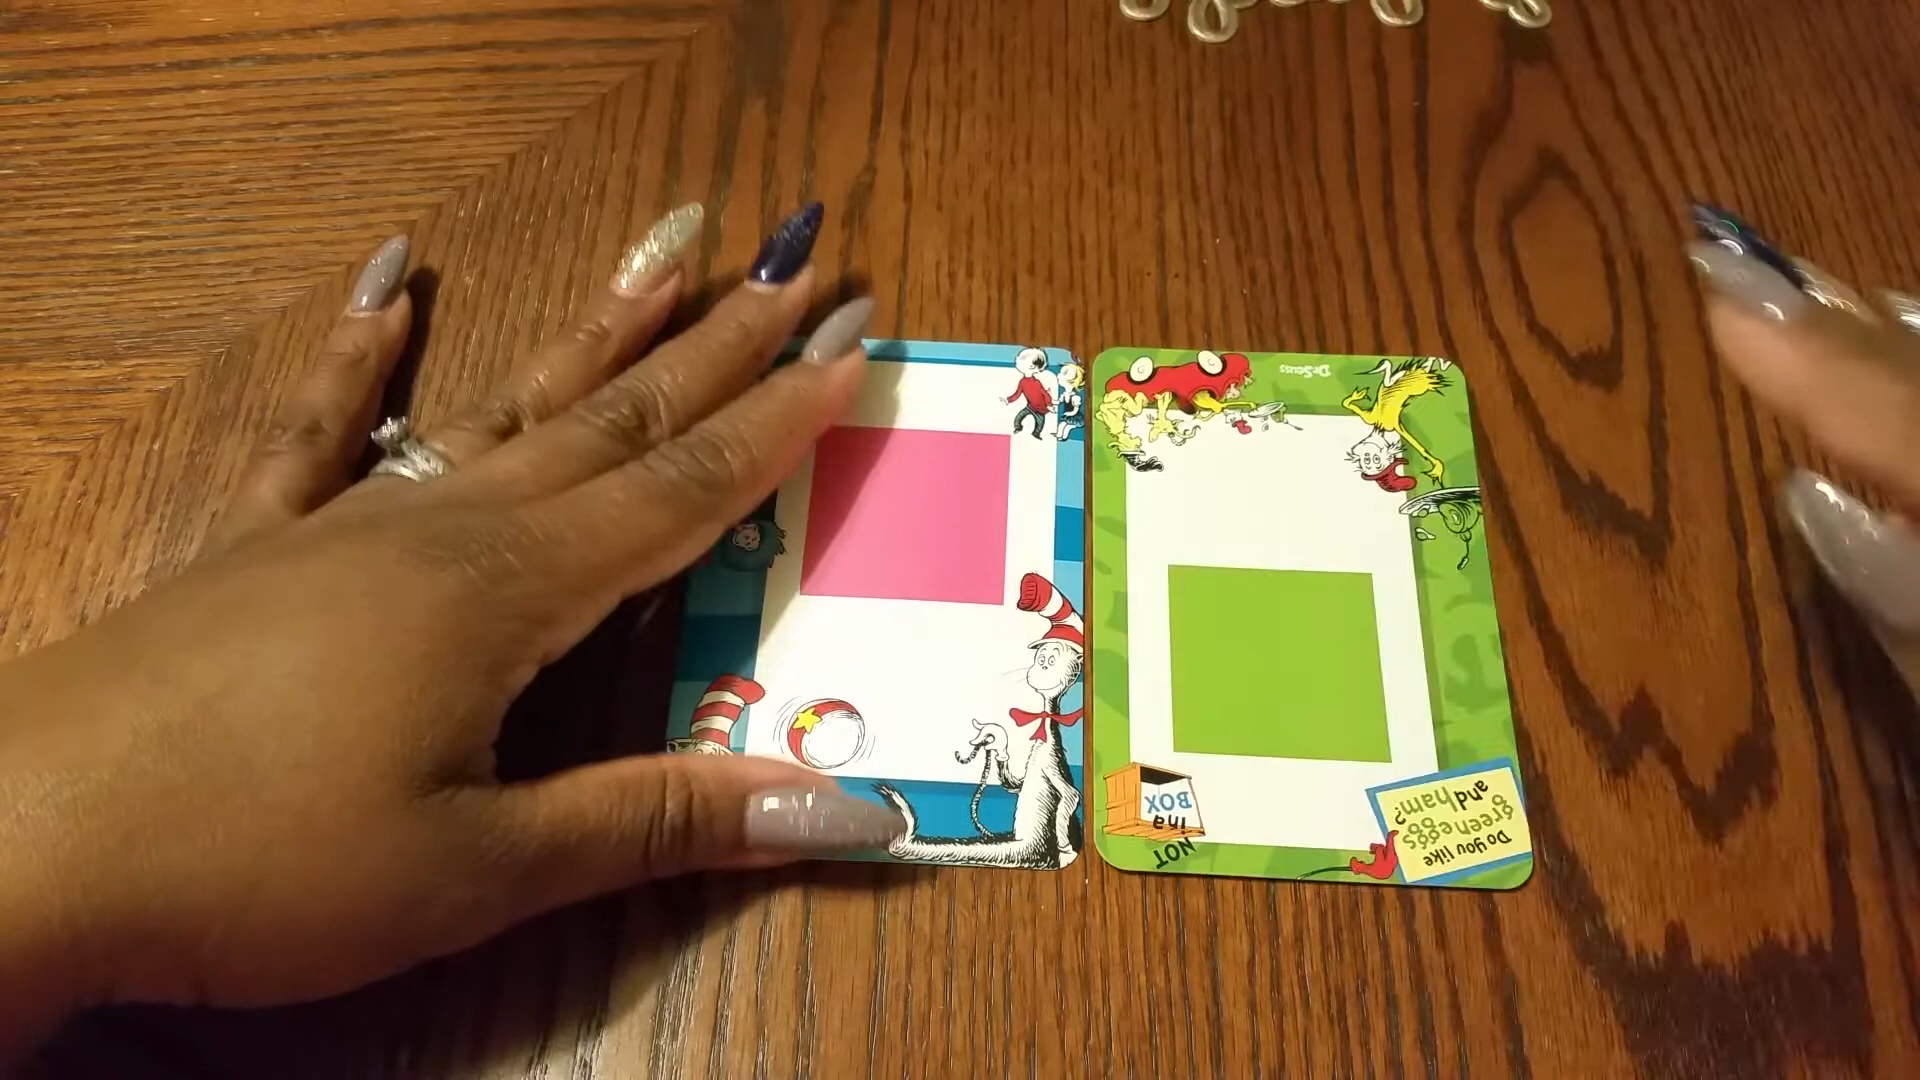 Dr. Seuss
NOT
in a
BOX
Do you like
green eggs
and ham?